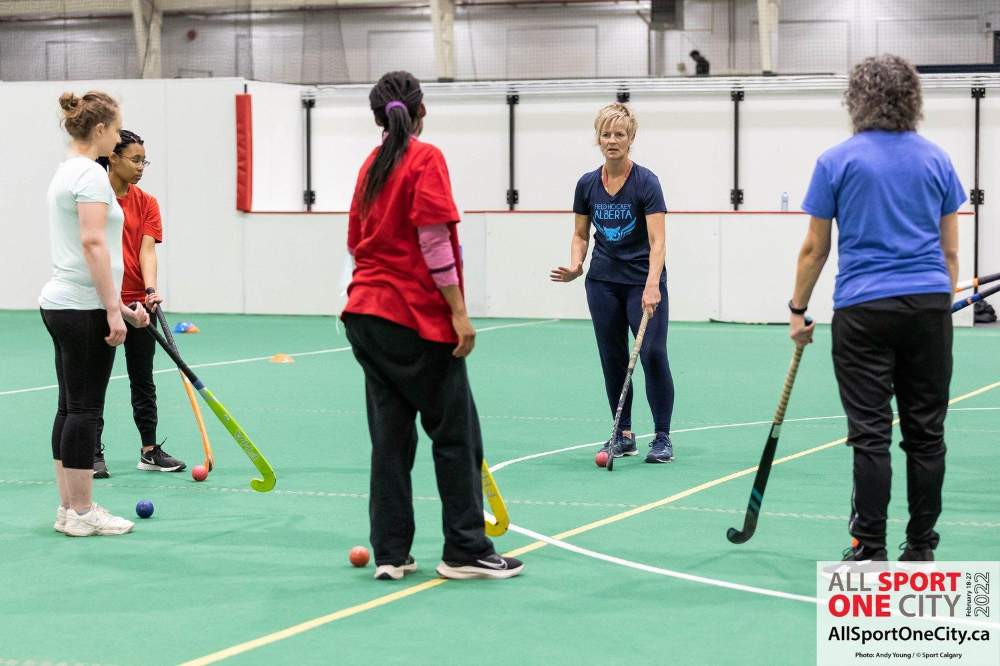 FIELD HOCKEY
ALBERTA
FHA
FHA
ALL SPORT
ONE CITY
February 18-27
2022
AllSportOneCity.ca
Photo: Andy Young / © Sport Calgary